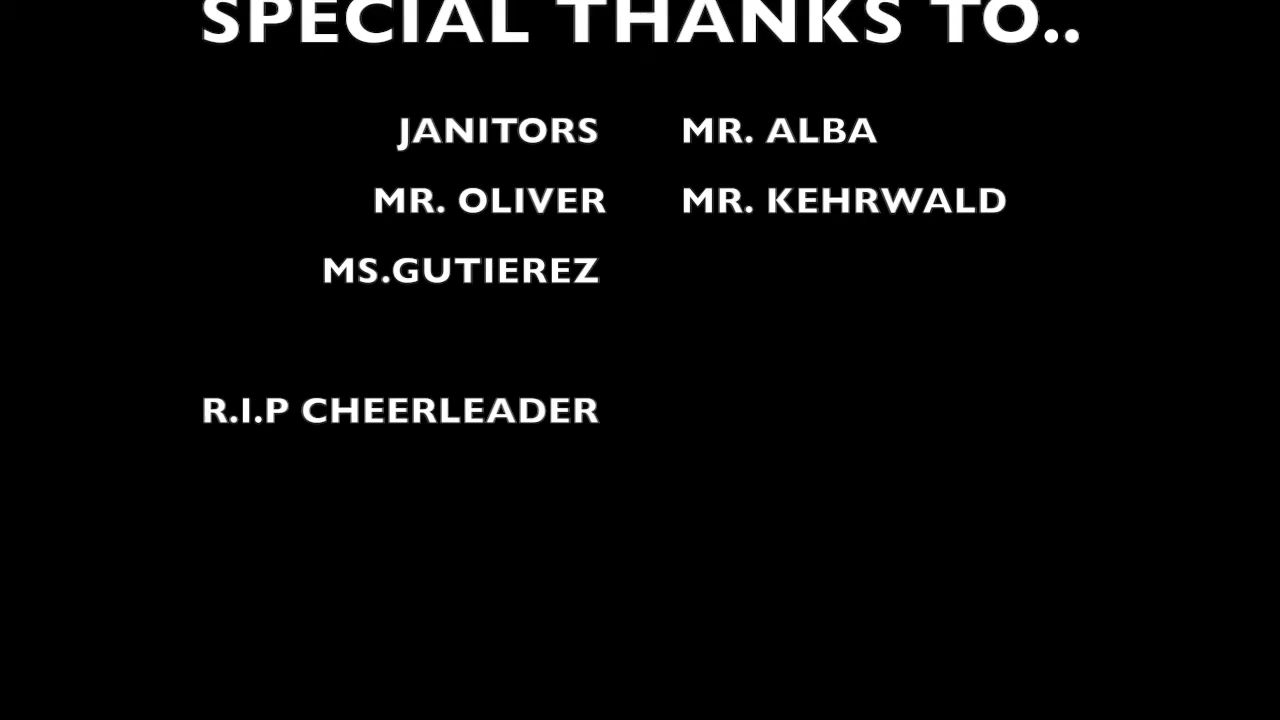 SPECIAL THANKS TO..
JANITORS MR. ALBA
MR. OLIVER MR. KEHRWALD
MS.GUTIEREZ
R.I.P CHEERLEADER